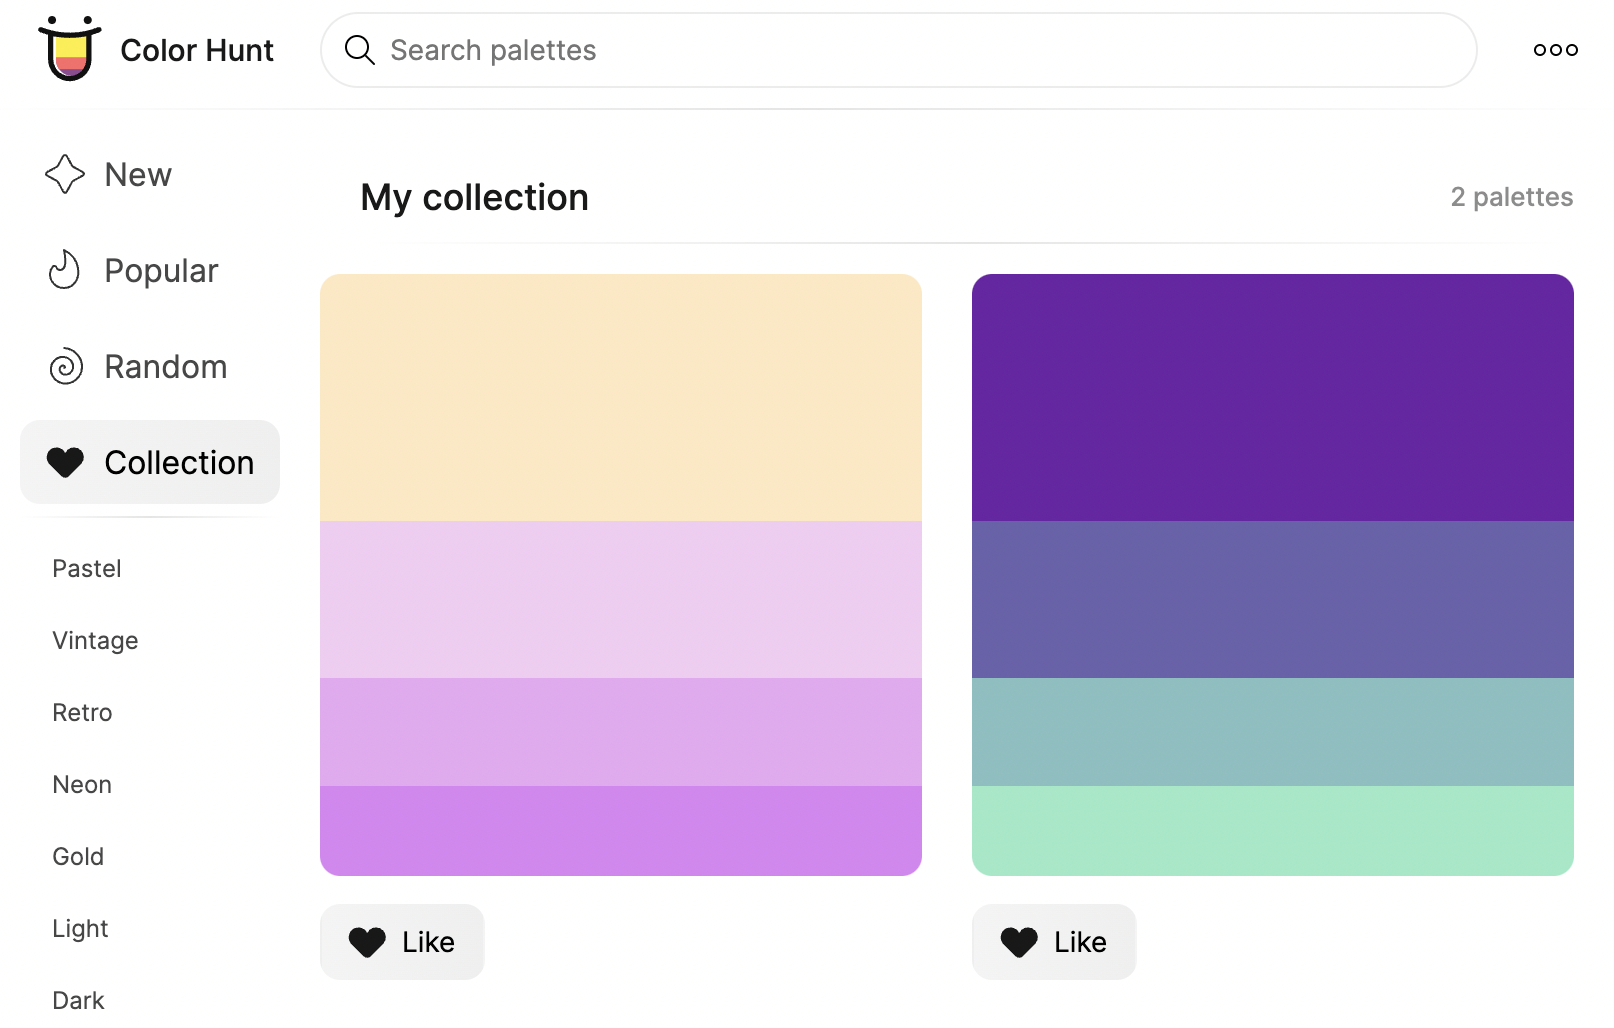 Color Hunt
Search palettes
New
Popular
Random
Collection
Pastel
Vintage
Retro
Neon
Gold
Light
Dark
My collection
2 palettes
Like
Like